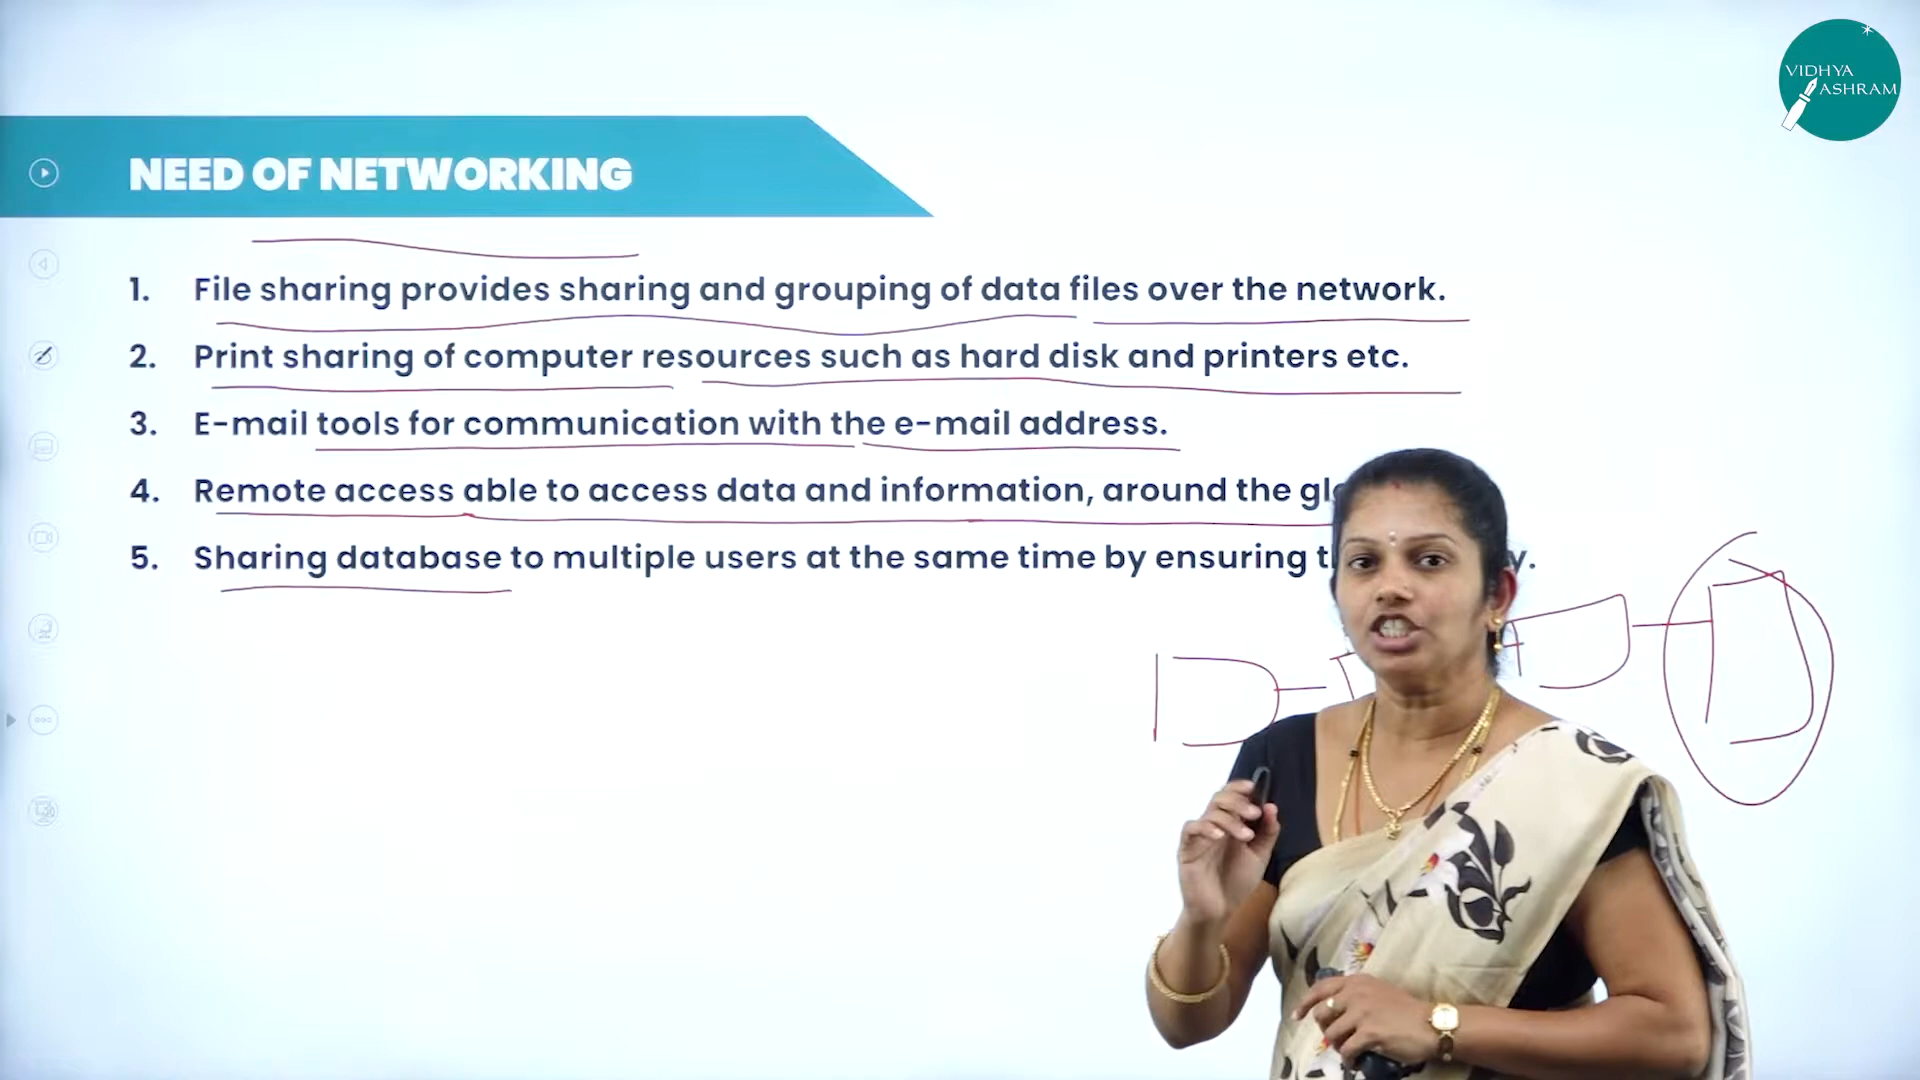 VIDHYA
ASHRAM
NEED OF NETWORKING
1. File sharing provides sharing and grouping of data files over the network.
2. Print sharing of computer resources such as hard disk and printers etc.
3. E-mail tools for communication with the e-mail address.
4. Remote access able to access data and information, around the
5. Sharing database to multiple users at the same time by ensuring